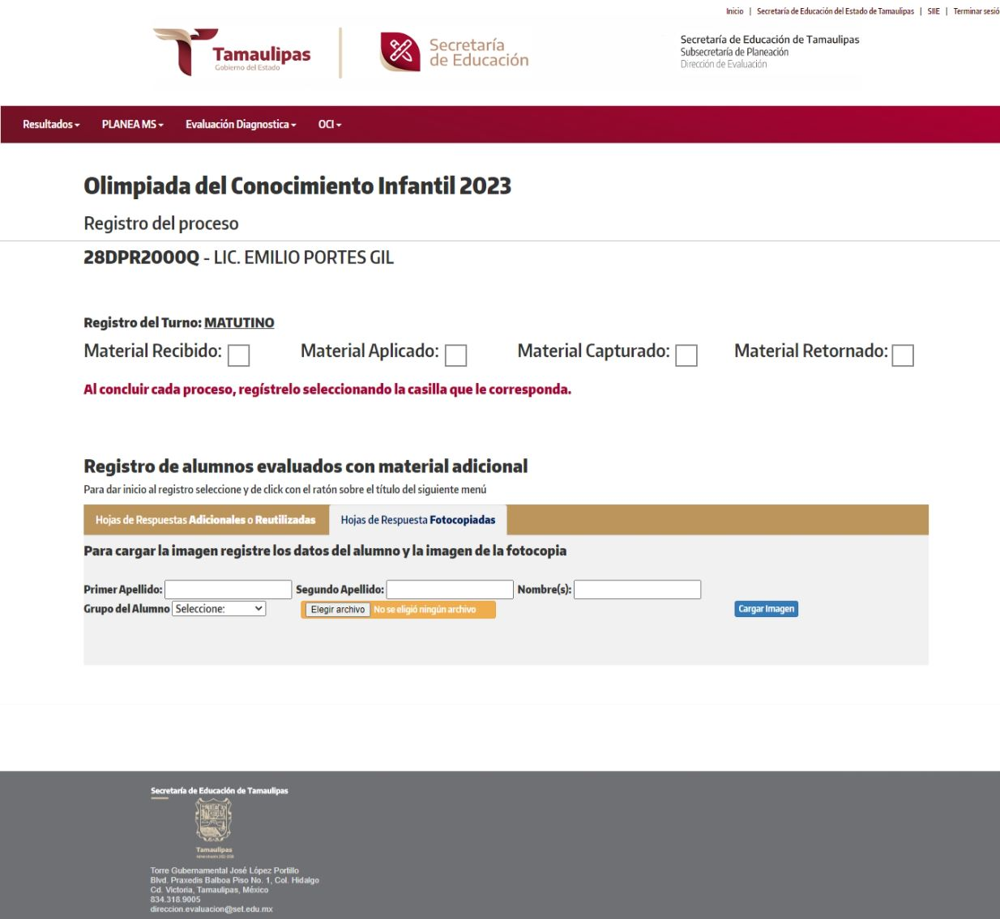 Inicio | Secretaría de Educación del Estado de Tamaulipas | SIIE | Terminar sesió
Tamaulipas
Gobierno del Estado
Secretaría
de Educación
Secretaría de Educación de Tamaulipas
Subsecretaría de Planeación
Dirección de Evaluación
Resultados PLANEA MS Evaluación Diagnostica OCI
Olimpiada del Conocimiento Infantil 2023
Registro del proceso
28DPR2000Q - LIC. EMILIO PORTES GIL
Registro del Turno: MATUTINO
Material Recibido: Material Aplicado: Material Capturado: Material Retornado:
Al concluir cada proceso, regístrelo seleccionando la casilla que le corresponda.
Registro de alumnos evaluados con material adicional
Para dar inicio al registro seleccione y de click con el ratón sobre el título del siguiente menú
Hojas de Respuestas Adicionales o Reutilizadas Hojas de Respuesta Fotocopiadas
Para cargar la imagen registre los datos del alumno y la imagen de la fotocopia
Primer Apellido: Segundo Apellido: Nombre(s):
Grupo del Alumno Seleccione: Elegir archivo No se eligió ningún archivo Cargar Imagen
Secretaría de Educación de Tamaulipas
Tamaulipas
Torre Gubernamental José López Portillo
Blvd. Praxedis Balboa Piso No. 1, Col. Hidalgo
Cd. Victoria, Tamaulipas, México
834.318.9005
direccion.evaluacion@set.edu.mx